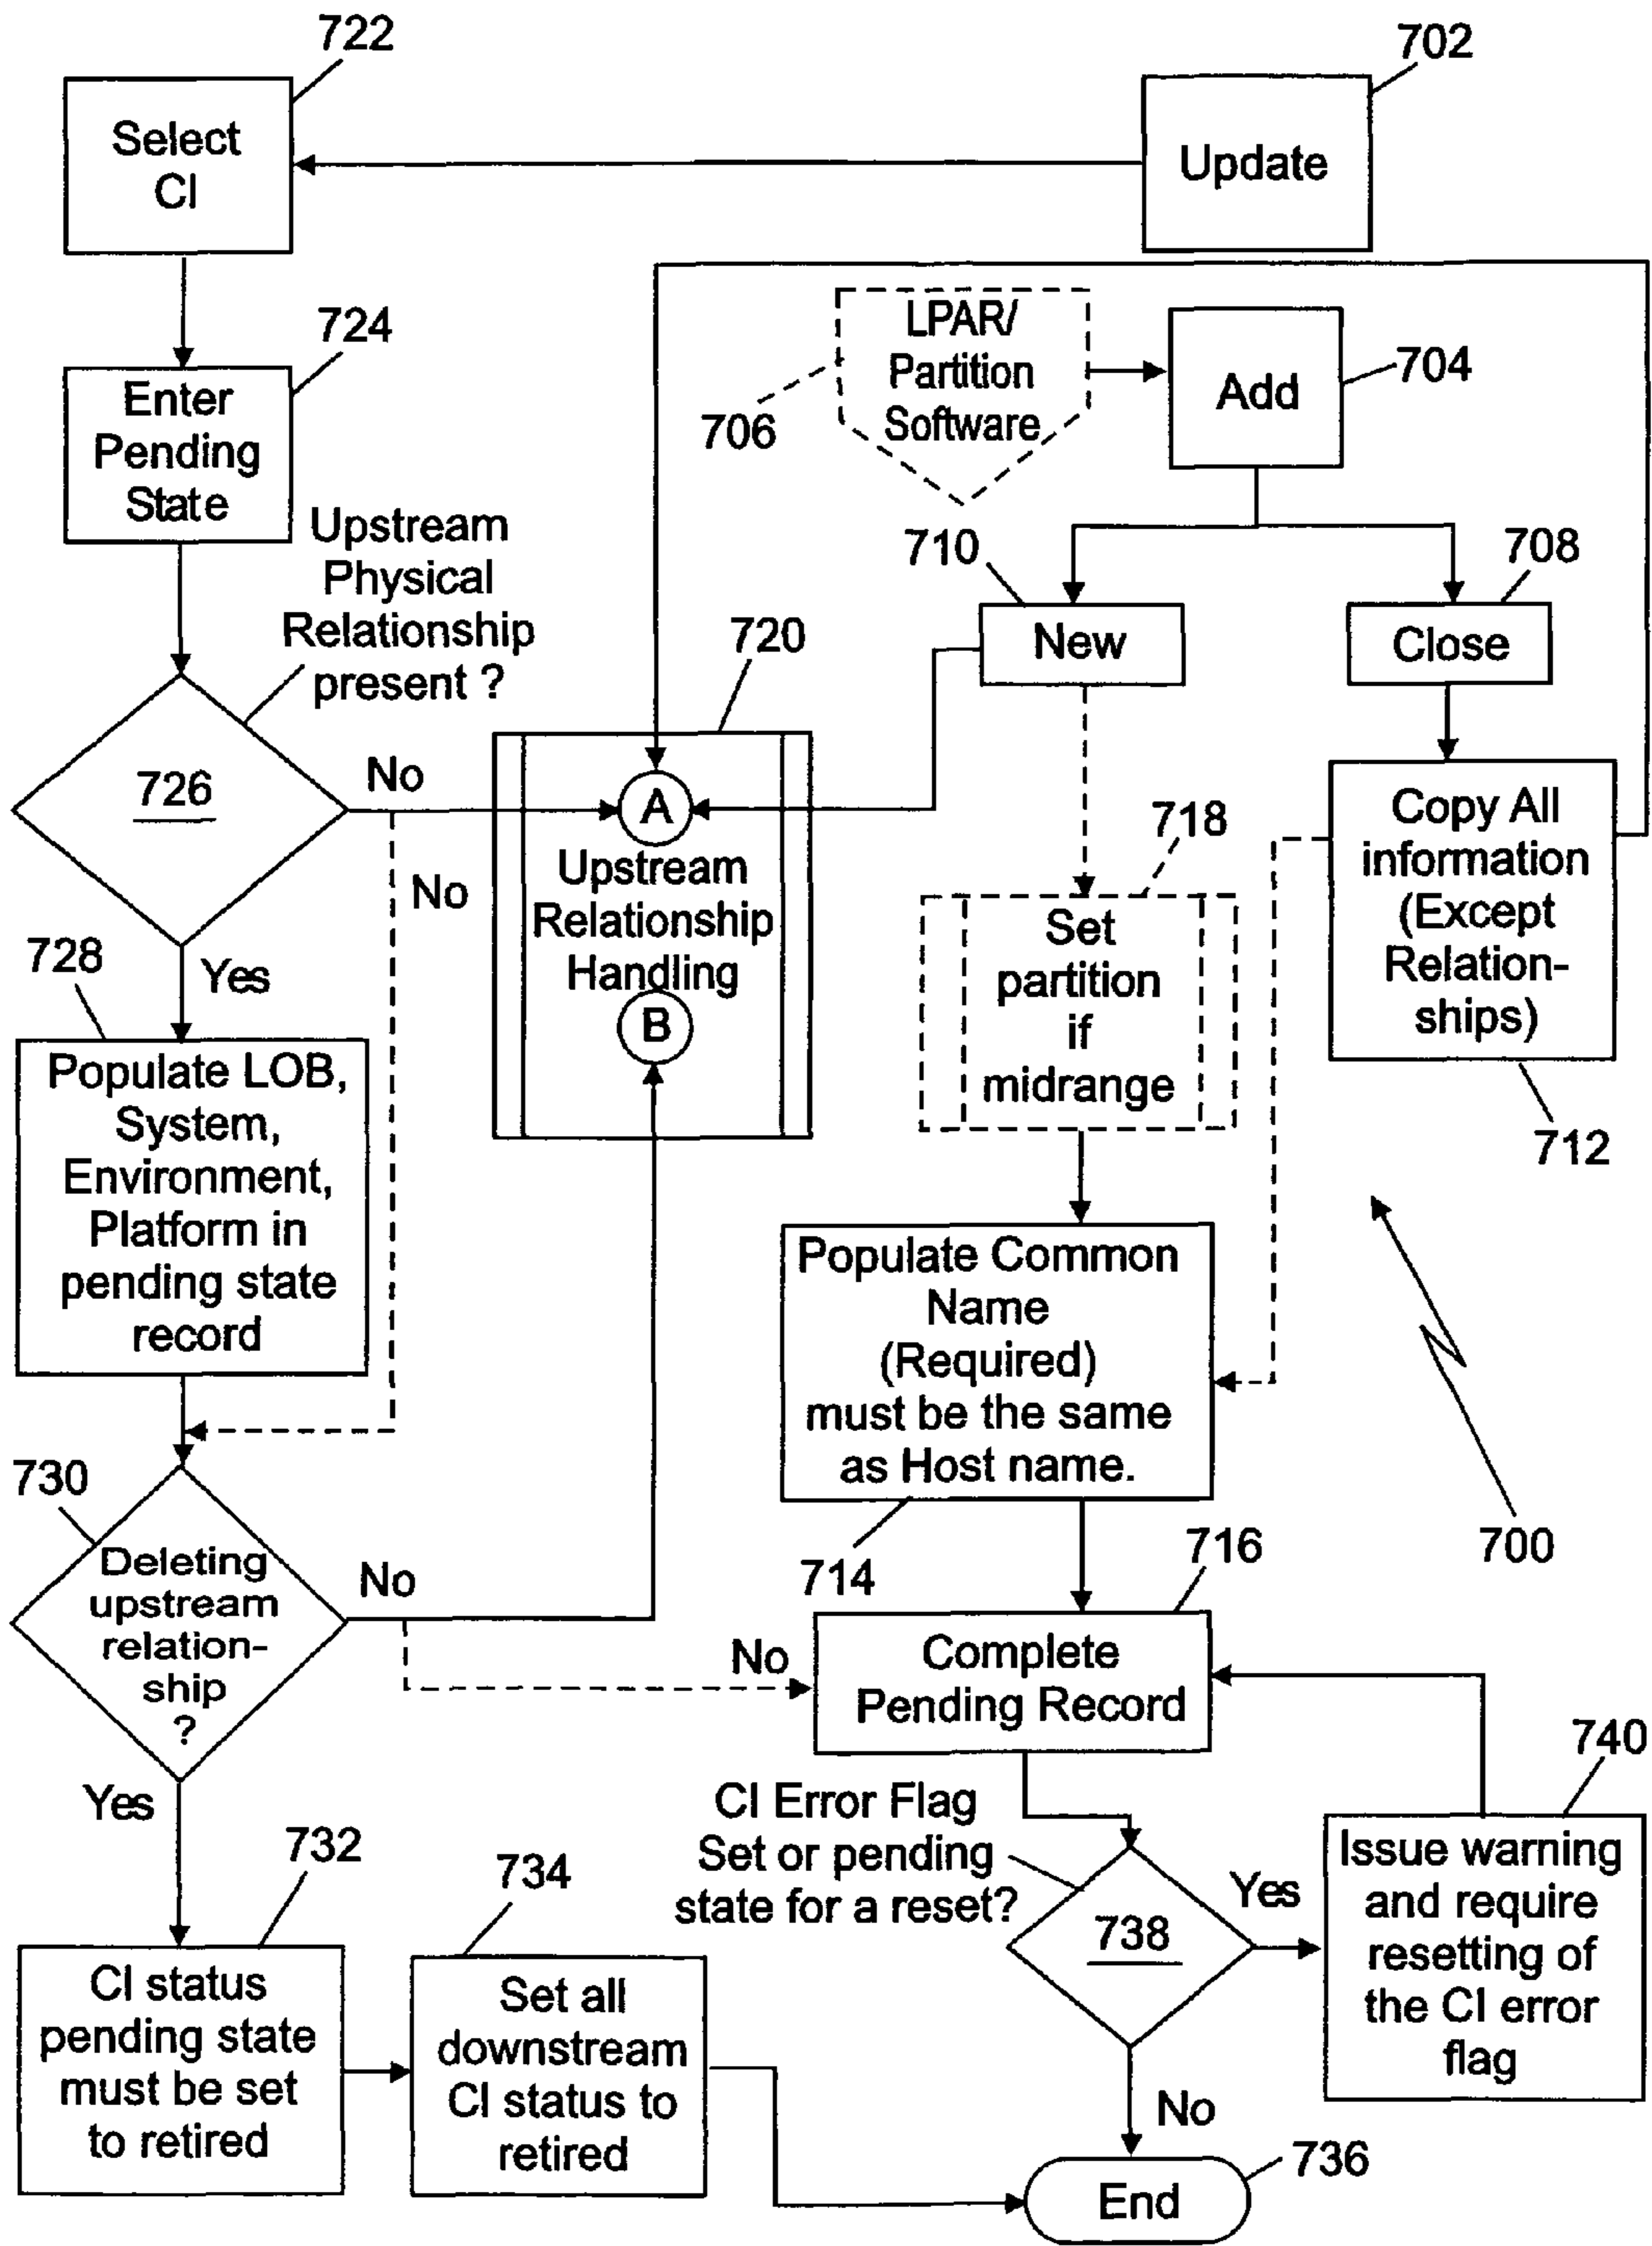 722
702
Select
CI
Update
724
Enter
Pending
State
LPAR/
Partition
Software
706
Add
704
Upstream
Physical
Relationship
present ?
710
708
New
Close
720
726
No
No
A
Upstream
Relationship
Handling
B
718
Set
partition
if
midrange
Copy All
information
(Except
Relation-
ships)
712
728
Yes
Populate LOB,
System,
Environment,
Platform in
pending state
record
Populate Common
Name
(Required)
must be the same
as Host name.
714
700
730
Deleting
upstream
relation-
ship
?
No
No
716
Complete
Pending Record
Yes
CI Error Flag
Set or pending
state for a reset?
738
Yes
740
Issue warning
and require
resetting of
the CI error
flag
732
CI status
pending state
must be set
to retired
734
Set all
downstream
CI status to
retired
No
736
End